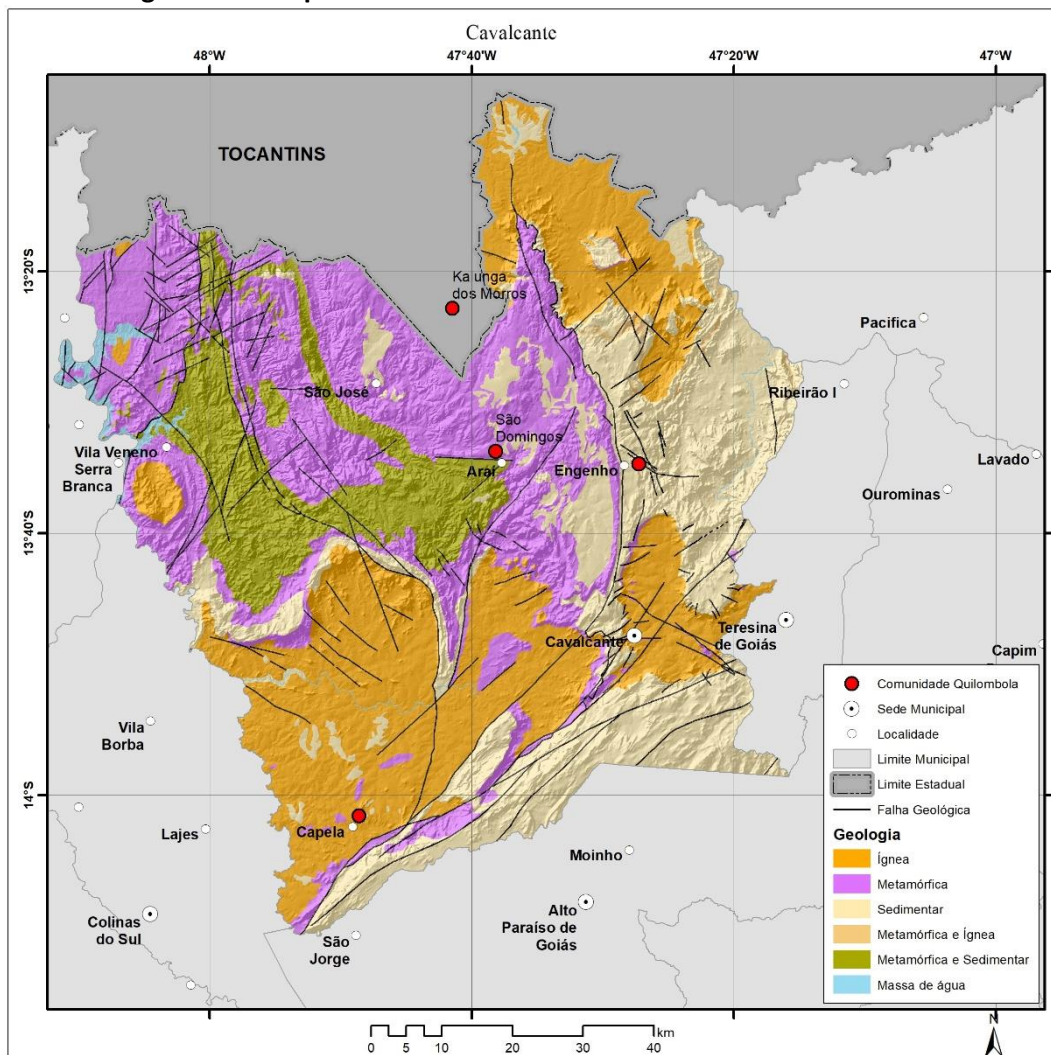 Cavalcante
48°W
47°40'W
47°20'W
47°W
TOCANTINS
13°20'S
Ka unga
dos Morros
Pacifica
São José
Ribeirão I
São
Domingos
Vila Veneno
Serra
Branca
Araí
Engenho
Lavado
Ourominas
13°40'S
Cavalcante
Teresina
de Goiás
Capim
Vila
Borba
14°S
Lajes
Capela
Moinho
Colinas
do Sul
São
Jorge
Alto
Paraíso de
Goiás
Comunidade Quilombola
Sede Municipal
Localidade
Limite Municipal
Limite Estadual
Falha Geológica
Geologia
Ígnea
Metamórfica
Sedimentar
Metamórfica e Ígnea
Metamórfica e Sedimentar
Massa de água
km
0 5 10 20 30 40
N